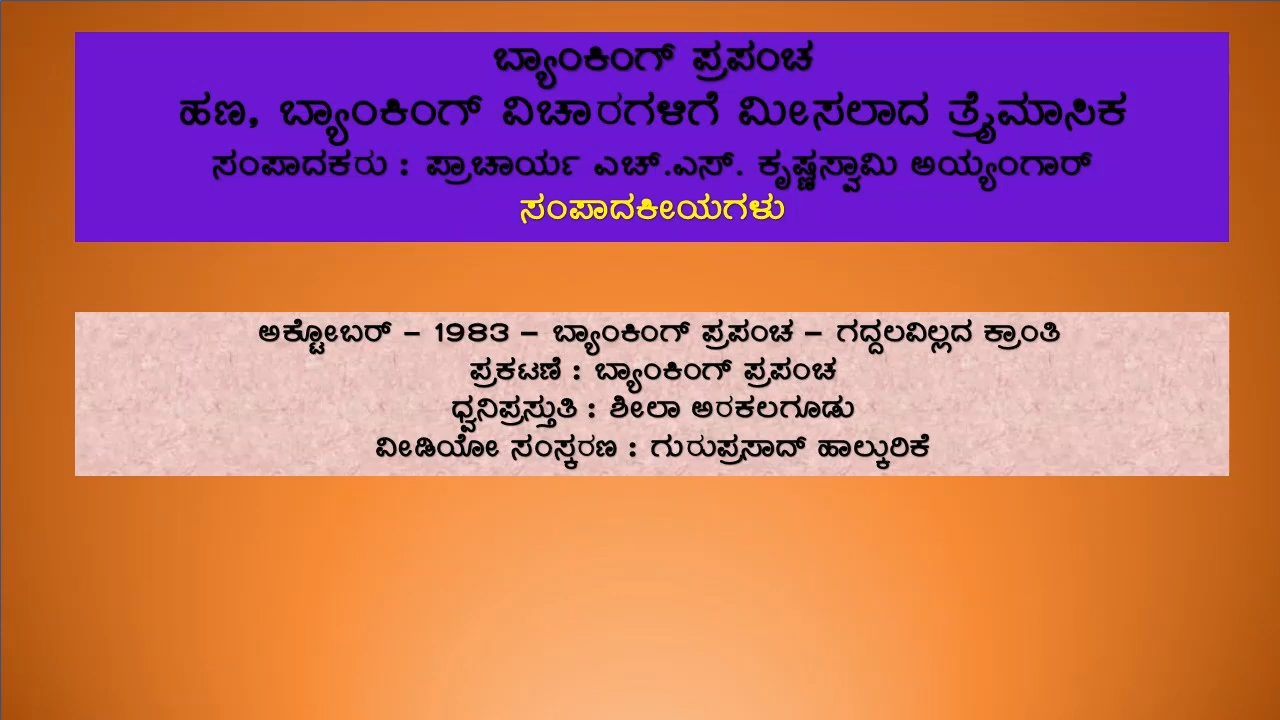 ಬ್ಯಾಂಕಿಂಗ್ ಪ್ರಪಂಚ
ಹಣ, ಬ್ಯಾಂಕಿಂಗ್ ವಿಚಾರಗಳಿಗೆ ಮೀಸಲಾದ ತ್ರೈಮಾಸಿಕ
ಸಂಪಾದಕರು : ಪ್ರಾಚಾರ್ಯ ಎಚ್.ಎಸ್. ಕೃಷ್ಣಸ್ವಾಮಿ ಅಯ್ಯಂಗಾರ್
ಸಂಪಾದಕೀಯಗಳು
ಅಕ್ಟೋಬರ್ – 1983 – ಬ್ಯಾಂಕಿಂಗ್ ಪ್ರಪಂಚ – ಗದ್ದಲವಿಲ್ಲದ ಕ್ರಾಂತಿ
ಪ್ರಕಟಣೆ : ಬ್ಯಾಂಕಿಂಗ್ ಪ್ರಪಂಚ
ಧ್ವನಿಪ್ರಸ್ತುತಿ : ಶೀಲಾ ಅರಕಲಗೂಡು
ವೀಡಿಯೋ ಸಂಸ್ಕರಣ : ಗುರುಪ್ರಸಾದ್ ಹಾಲ್ಕುರಿಕೆ